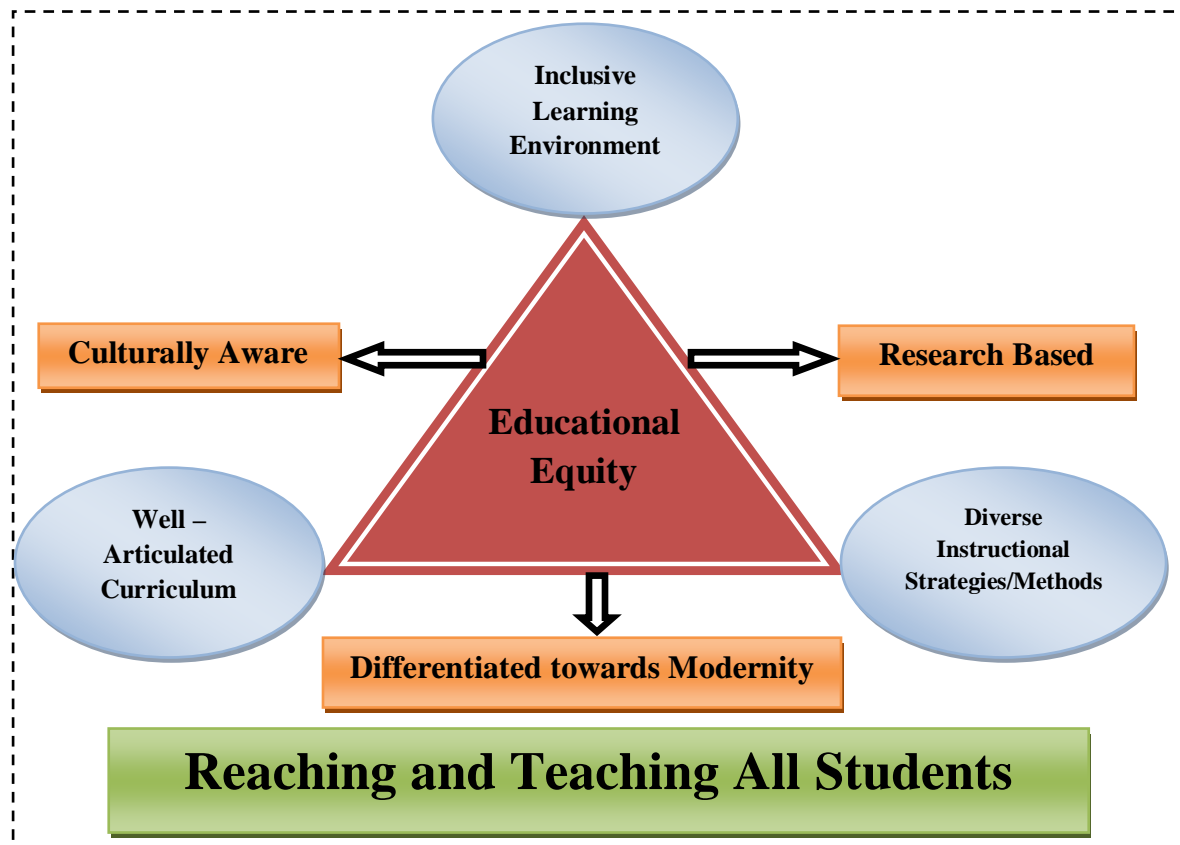 Inclusive
Learning
Environment
Culturally Aware
Research Based
Educational
Equity
Well –
Articulated
Curriculum
Diverse
Instructional
Strategies/Methods
Differentiated towards Modernity
Reaching and Teaching All Students